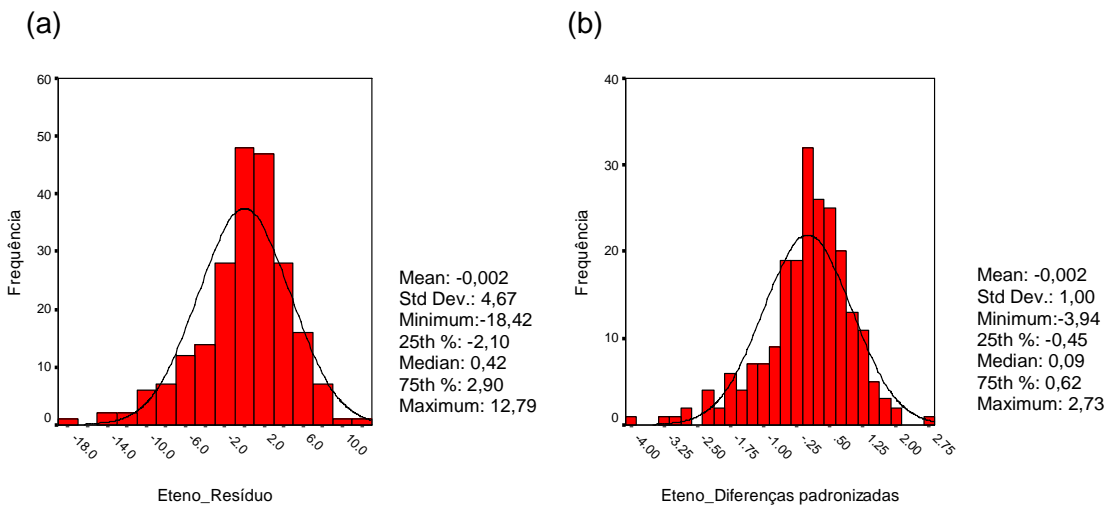 (a)
(b)
60
50
40
30
20
10
0
Frequência
-18.0
-14.0
-10.0
-6.0
-2.0
2.0
6.0
10.0
Eteno_Resíduo
Mean: -0,002
Std Dev.: 4,67
Minimum:-18,42
25th %: -2,10
Median: 0,42
75th %: 2,90
Maximum: 12,79
40
30
20
10
0
Frequência
-4.00
-3.25
-2.50
-1.75
-1.00
-.25
.50
1.25
2.00
2.75
Eteno_Diferenças padronizadas
Mean: -0,002
Std Dev.: 1,00
Minimum:-3,94
25th %: -0,45
Median: 0,09
75th %: 0,62
Maximum: 2,73